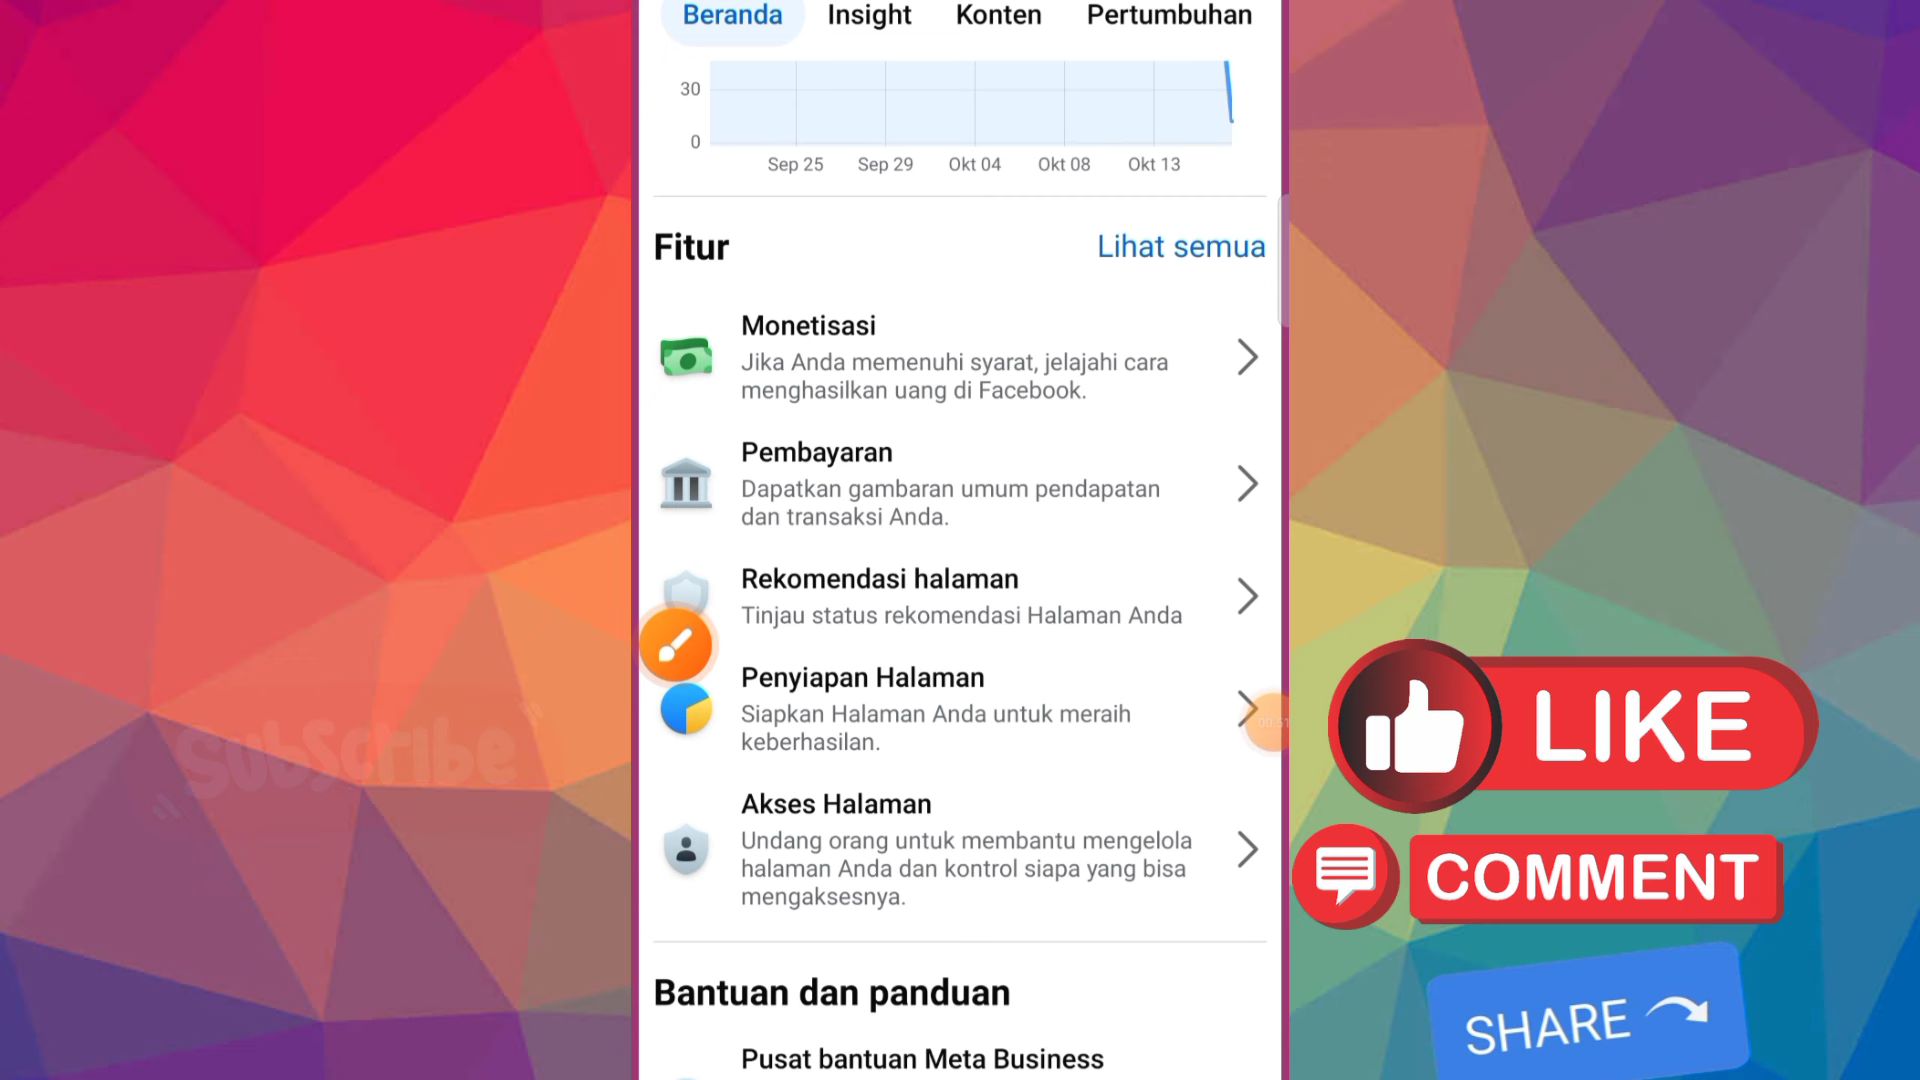 Beranda Insight Konten Pertumbuhan
30
0
Sep 25 Sep 29 Okt 04 Okt 08 Okt 13
Fitur Lihat semua
Monetisasi
Jika Anda memenuhi syarat, jelajahi cara
menghasilkan uang di Facebook.
Pembayaran
Dapatkan gambaran umum pendapatan
dan transaksi Anda.
Rekomendasi halaman
Tinjau status rekomendasi Halaman Anda
Penyiapan Halaman
Siapkan Halaman Anda untuk meraih
keberhasilan.
Akses Halaman
Undang orang untuk membantu mengelola
halaman Anda dan kontrol siapa yang bisa
mengaksesnya.
Bantuan dan panduan
Pusat bantuan Meta Business
subscribe
00:51
LIKE
COMMENT
SHARE